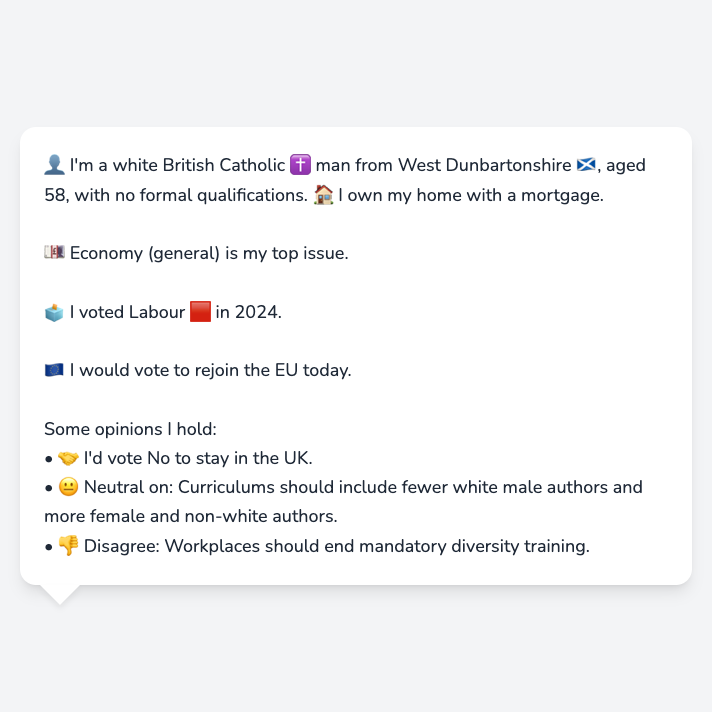 👤 I'm a white British Catholic ✝️ man from West Dunbartonshire 🏴󠁧󠁢󠁳󠁣󠁴󠁿, aged
58, with no formal qualifications. 🏠 I own my home with a mortgage.
💷 Economy (general) is my top issue.
🗳️ I voted Labour 🟥 in 2024.
🇪🇺 I would vote to rejoin the EU today.
Some opinions I hold:
• 🤝 I'd vote No to stay in the UK.
• 😐 Neutral on: Curriculums should include fewer white male authors and
more female and non-white authors.
• 👎 Disagree: Workplaces should end mandatory diversity training.